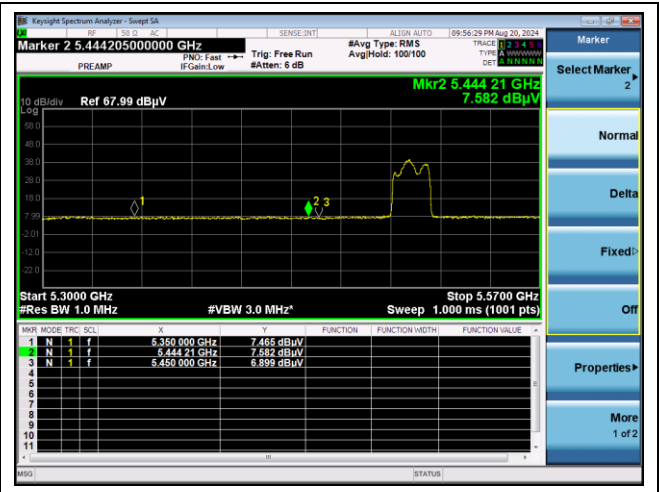 Keysight Spectrum Analyzer - Swept SA
RF 50 Ω AC SENSE:INT ALIGN AUTO 09:56:29 PM Aug 20, 2024
Marker 2 5.444205000000 GHz
PREAMP
PNO: Fast
IFGain:Low
Trig: Free Run
#Atten: 6 dB
#Avg Type: RMS
Avg|Hold: 100/100
TRACE 1 2 3 4 5 6
TYPE A WWWWW
DET A N N N N N
Mkr2 5.444 21 GHz
7.582 dBµV
10 dB/div Ref 67.99 dBµV
Log
58.0
48.0
38.0
28.0
18.0
7.99
-2.01
-12.0
-22.0
1
2 3
Start 5.3000 GHz Stop 5.5700 GHz
#Res BW 1.0 MHz #VBW 3.0 MHz* Sweep 1.000 ms (1001 pts)
MKR MODE TRC SCL X Y FUNCTION FUNCTION WIDTH FUNCTION VALUE
1 N 1 f 5.350 000 GHz 7.465 dBµV
2 N 1 f 5.444 21 GHz 7.582 dBµV
3 N 1 f 5.450 000 GHz 6.899 dBµV
4
5
6
7
8
9
10
11
MSG STATUS
Marker
Select Marker
2
Normal
Delta
Fixed
Off
Properties
More
1 of 2